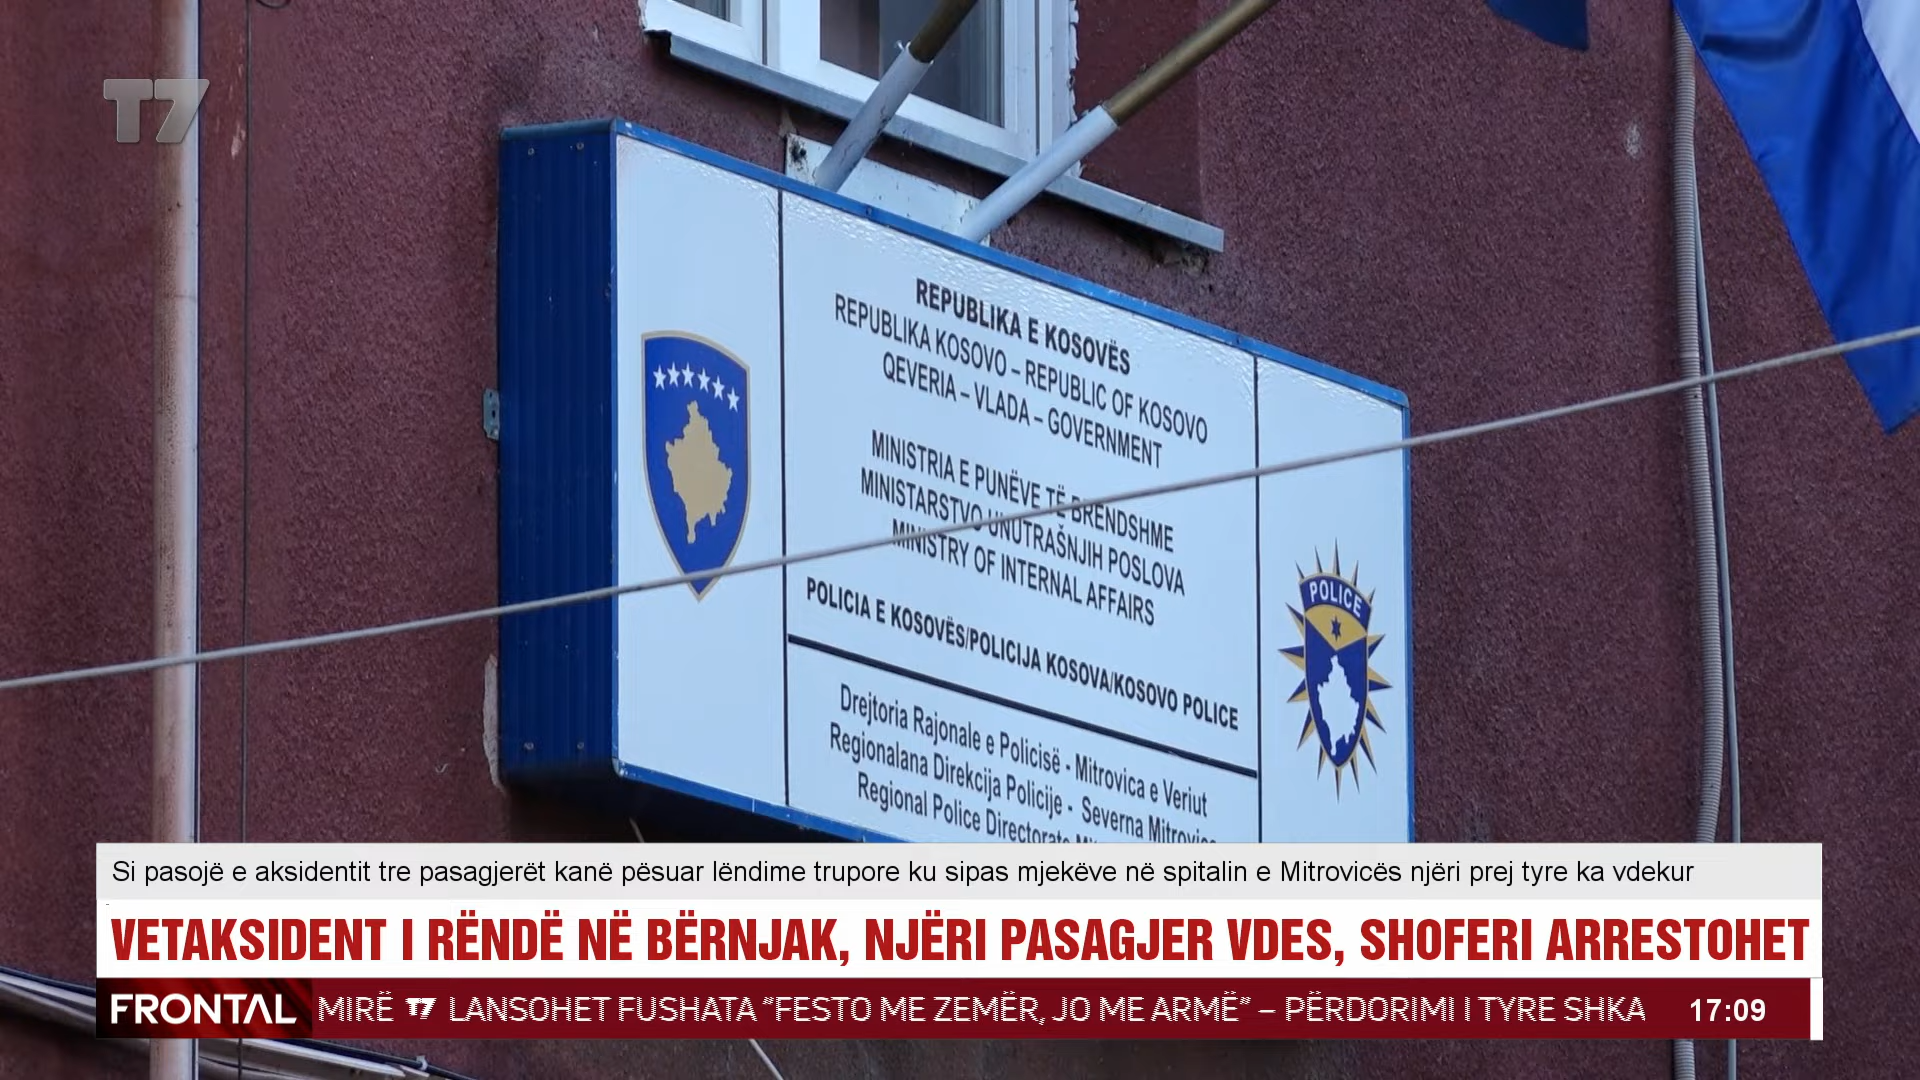 T7
REPUBLIKA E KOSOVËS
REPUBLIKA KOSOVO – REPUBLIC OF KOSOVO
QEVERIA – VLADA – GOVERNMENT
MINISTRIA E PUNËVE TË BRENDSHME
MINISTARSTVO UNUTRAŠNJIH POSLOVA
MINISTRY OF INTERNAL AFFAIRS
POLICIA E KOSOVËS/POLICIJA KOSOVA/KOSOVO POLICE
POLICE
Drejtoria Rajonale e Policisë - Mitrovica e Veriut
Regionalana Direkcija Policije - Severna Mitrovica
Regional Police Directorate
Si pasojë e aksidentit tre pasagjerët kanë pësuar lëndime trupore ku sipas mjekëve në spitalin e Mitrovicës njëri prej tyre ka vdekur
VETAKSIDENT I RËNDË NË BËRNJAK, NJËRI PASAGJER VDES, SHOFERI ARRESTOHET
FRONTAL MIRË T7 LANSOHET FUSHATA “FESTO ME ZEMËR, JO ME ARMË” – PËRDORIMI I TYRE SHKA 17:09